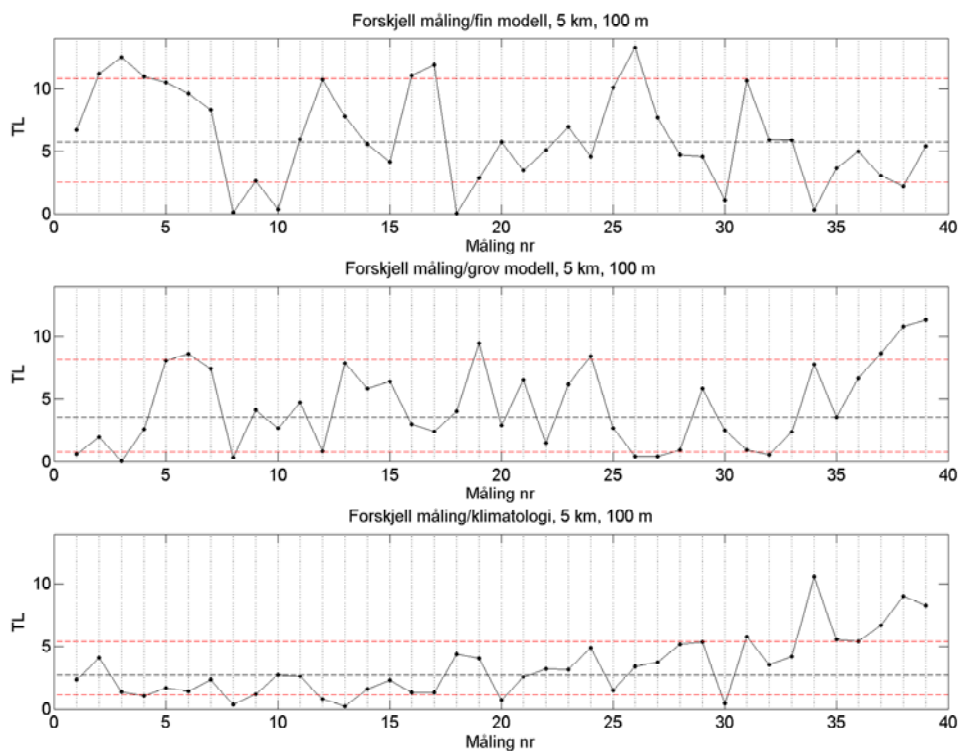 Forskjell måling/fin modell, 5 km, 100 m
10
5
0
TL
0 5 10 15 20 25 30 35 40
Måling nr
Forskjell måling/grov modell, 5 km, 100 m
10
5
0
TL
0 5 10 15 20 25 30 35 40
Måling nr
Forskjell måling/klimatologi, 5 km, 100 m
10
5
0
TL
0 5 10 15 20 25 30 35 40
Måling nr